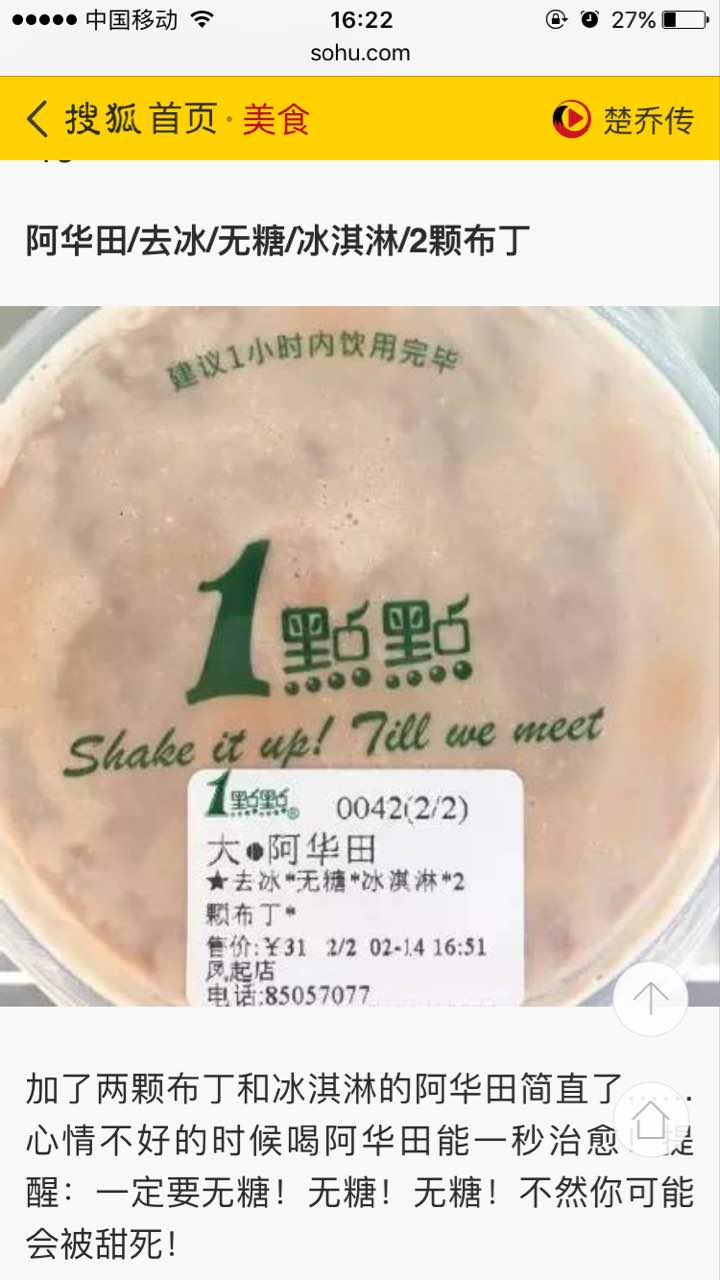 中国移动
16:22
27%
sohu.com
搜狐首页·美食
楚乔传
阿华田/去冰/无糖/冰淇淋/2颗布丁
建议1小时内饮用完毕
1點點
Shake it up! Till we meet
1點點® 0042(2/2)
大●阿华田
★去冰*无糖*冰淇淋*2
颗布丁*
售价:¥31 2/2 02-14 16:51
凤起店
电话:85057077
加了两颗布丁和冰淇淋的阿华田简直了......
心情不好的时候喝阿华田能一秒治愈！提
醒：一定要无糖！无糖！无糖！不然你可能
会被甜死！